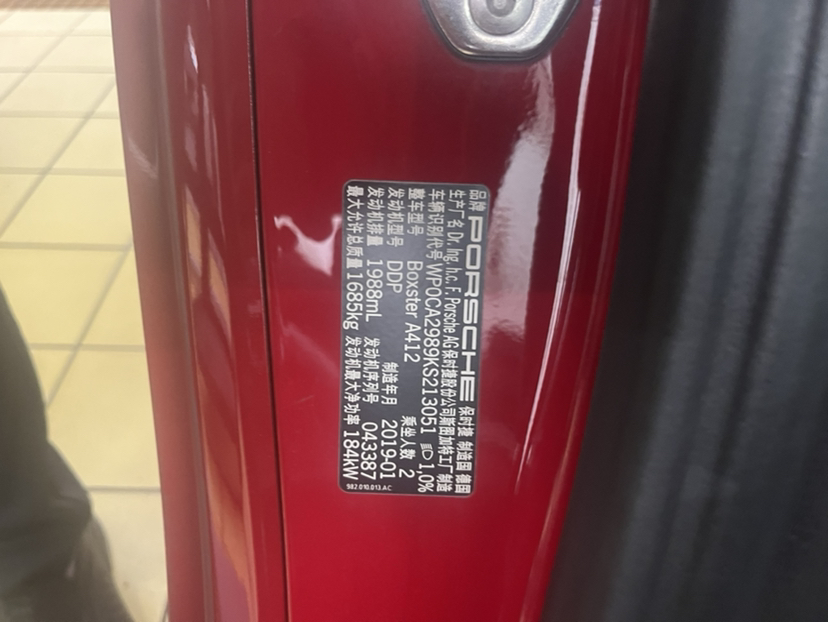 品牌 PORSCHE 保时捷 制造国 德国
生产厂名 Dr. Ing. h.c. F. Porsche AG 保时捷股份公司斯图加特工厂制造
车辆识别代号 WP0CA2989KS213051 1,0%
整车型号 Boxster A412 乘坐人数 2
发动机型号 DDP 制造年月 2019-01
发动机排量 1988mL 发动机序列号 043387
最大允许总质量 1685kg 发动机最大净功率 184kW
982.010.013.AC